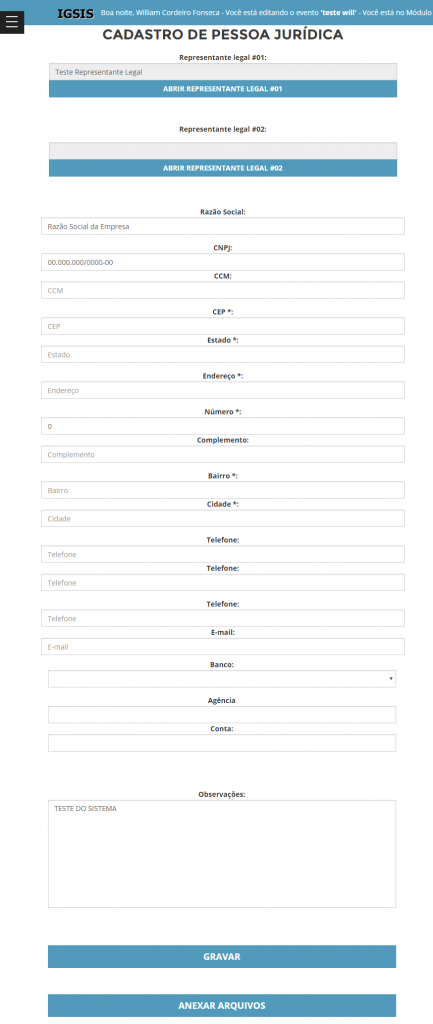 IGSIS
Boa noite, William Cordeiro Fonseca - Você está editando o evento 'teste will' - Você está no Módulo
CADASTRO DE PESSOA JURÍDICA
Representante legal #01:
Teste Representante Legal
ABRIR REPRESENTANTE LEGAL #01
Representante legal #02:
ABRIR REPRESENTANTE LEGAL #02
Razão Social:
Razão Social da Empresa
CNPJ:
00.000.000/0000-00
CCM:
CCM
CEP *:
CEP
Estado *:
Estado
Endereço *:
Endereço
Número *:
0
Complemento:
Complemento
Bairro *:
Bairro
Cidade *:
Cidade
Telefone:
Telefone
Telefone:
Telefone
Telefone:
Telefone
E-mail:
E-mail
Banco:
Agência
Conta:
Observações:
TESTE DO SISTEMA
GRAVAR
ANEXAR ARQUIVOS